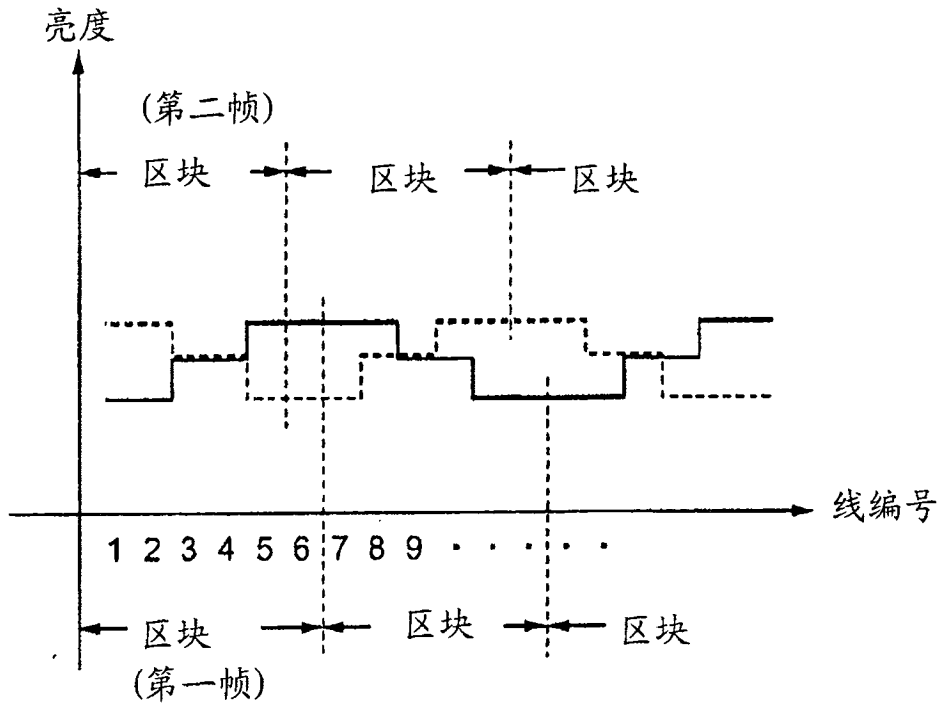 亮度
(第二帧)
区块 区块 区块
线编号
1 2 3 4 5 6 7 8 9 · · · · ·
区块 区块 区块
(第一帧)